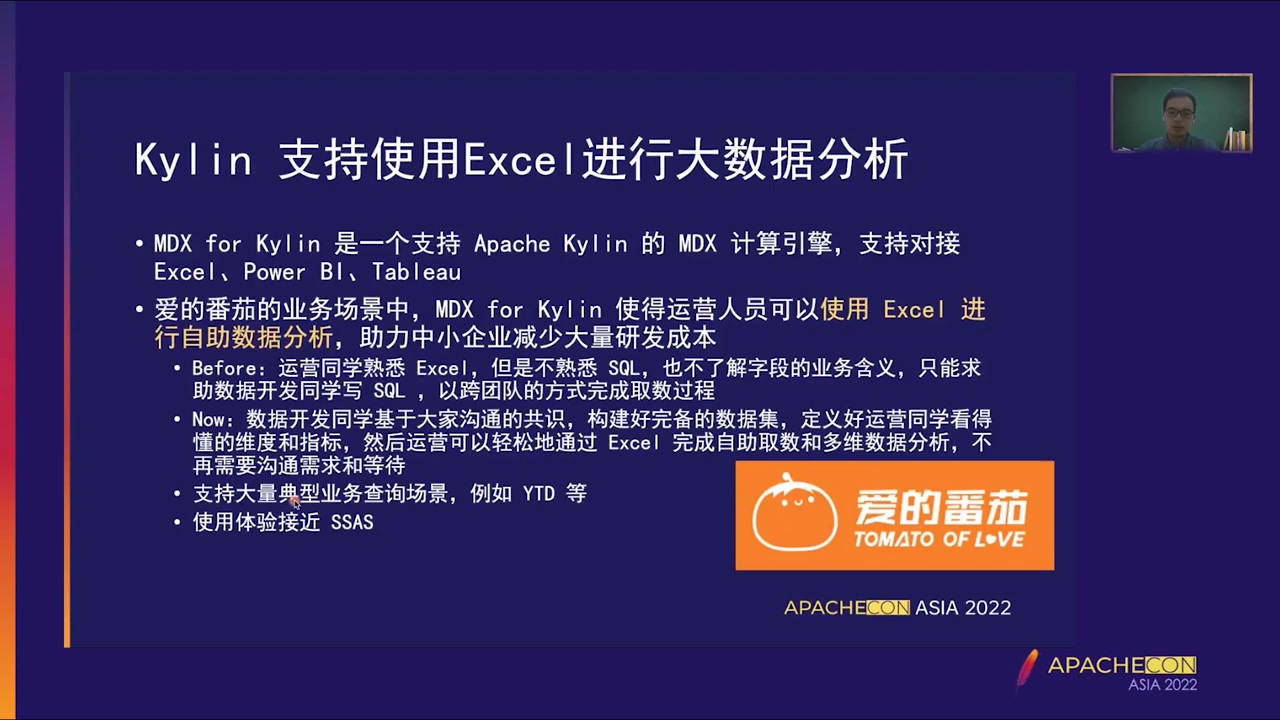 Kylin 支持使用Excel进行大数据分析
• MDX for Kylin 是一个支持 Apache Kylin 的 MDX 计算引擎，支持对接
Excel、Power BI、Tableau
• 爱的番茄的业务场景中，MDX for Kylin 使得运营人员可以使用 Excel 进
行自助数据分析，助力中小企业减少大量研发成本
• Before：运营同学熟悉 Excel，但是不熟悉 SQL，也不了解字段的业务含义，只能求
助数据开发同学写 SQL ，以跨团队的方式完成取数过程
• Now：数据开发同学基于大家沟通的共识，构建好完备的数据集，定义好运营同学看得
懂的维度和指标，然后运营可以轻松地通过 Excel 完成自助取数和多维数据分析，不
再需要沟通需求和等待
• 支持大量典型业务查询场景，例如 YTD 等
• 使用体验接近 SSAS
爱的番茄
TOMATO OF LOVE
APACHECON ASIA 2022
APACHECON
ASIA 2022